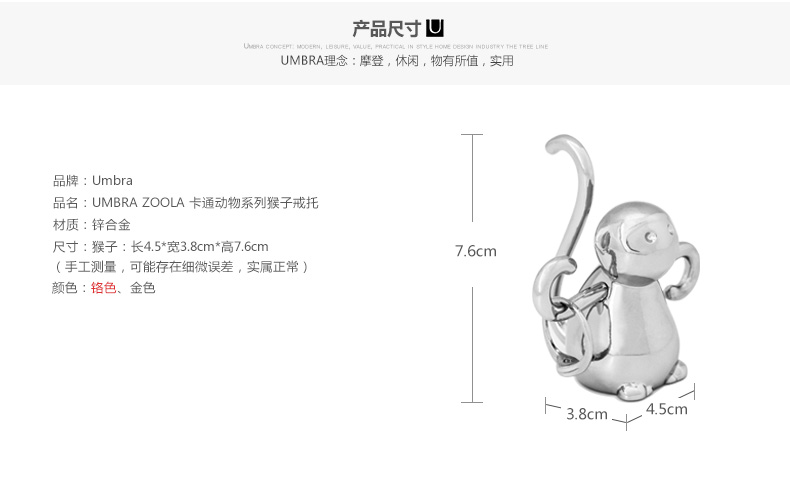 产品尺寸 U
UMBRA CONCEPT: MODERN, LEISURE, VALUE, PRACTICAL IN STYLE HOME DESIGN INDUSTRY THE TREE LINE
UMBRA理念：摩登，休闲，物有所值，实用
品牌：Umbra
品名：UMBRA ZOOLA 卡通动物系列猴子戒托
材质：锌合金
尺寸：猴子：长4.5*宽3.8cm*高7.6cm
（手工测量，可能存在细微误差，实属正常）
颜色：铬色、金色
7.6cm
3.8cm
4.5cm